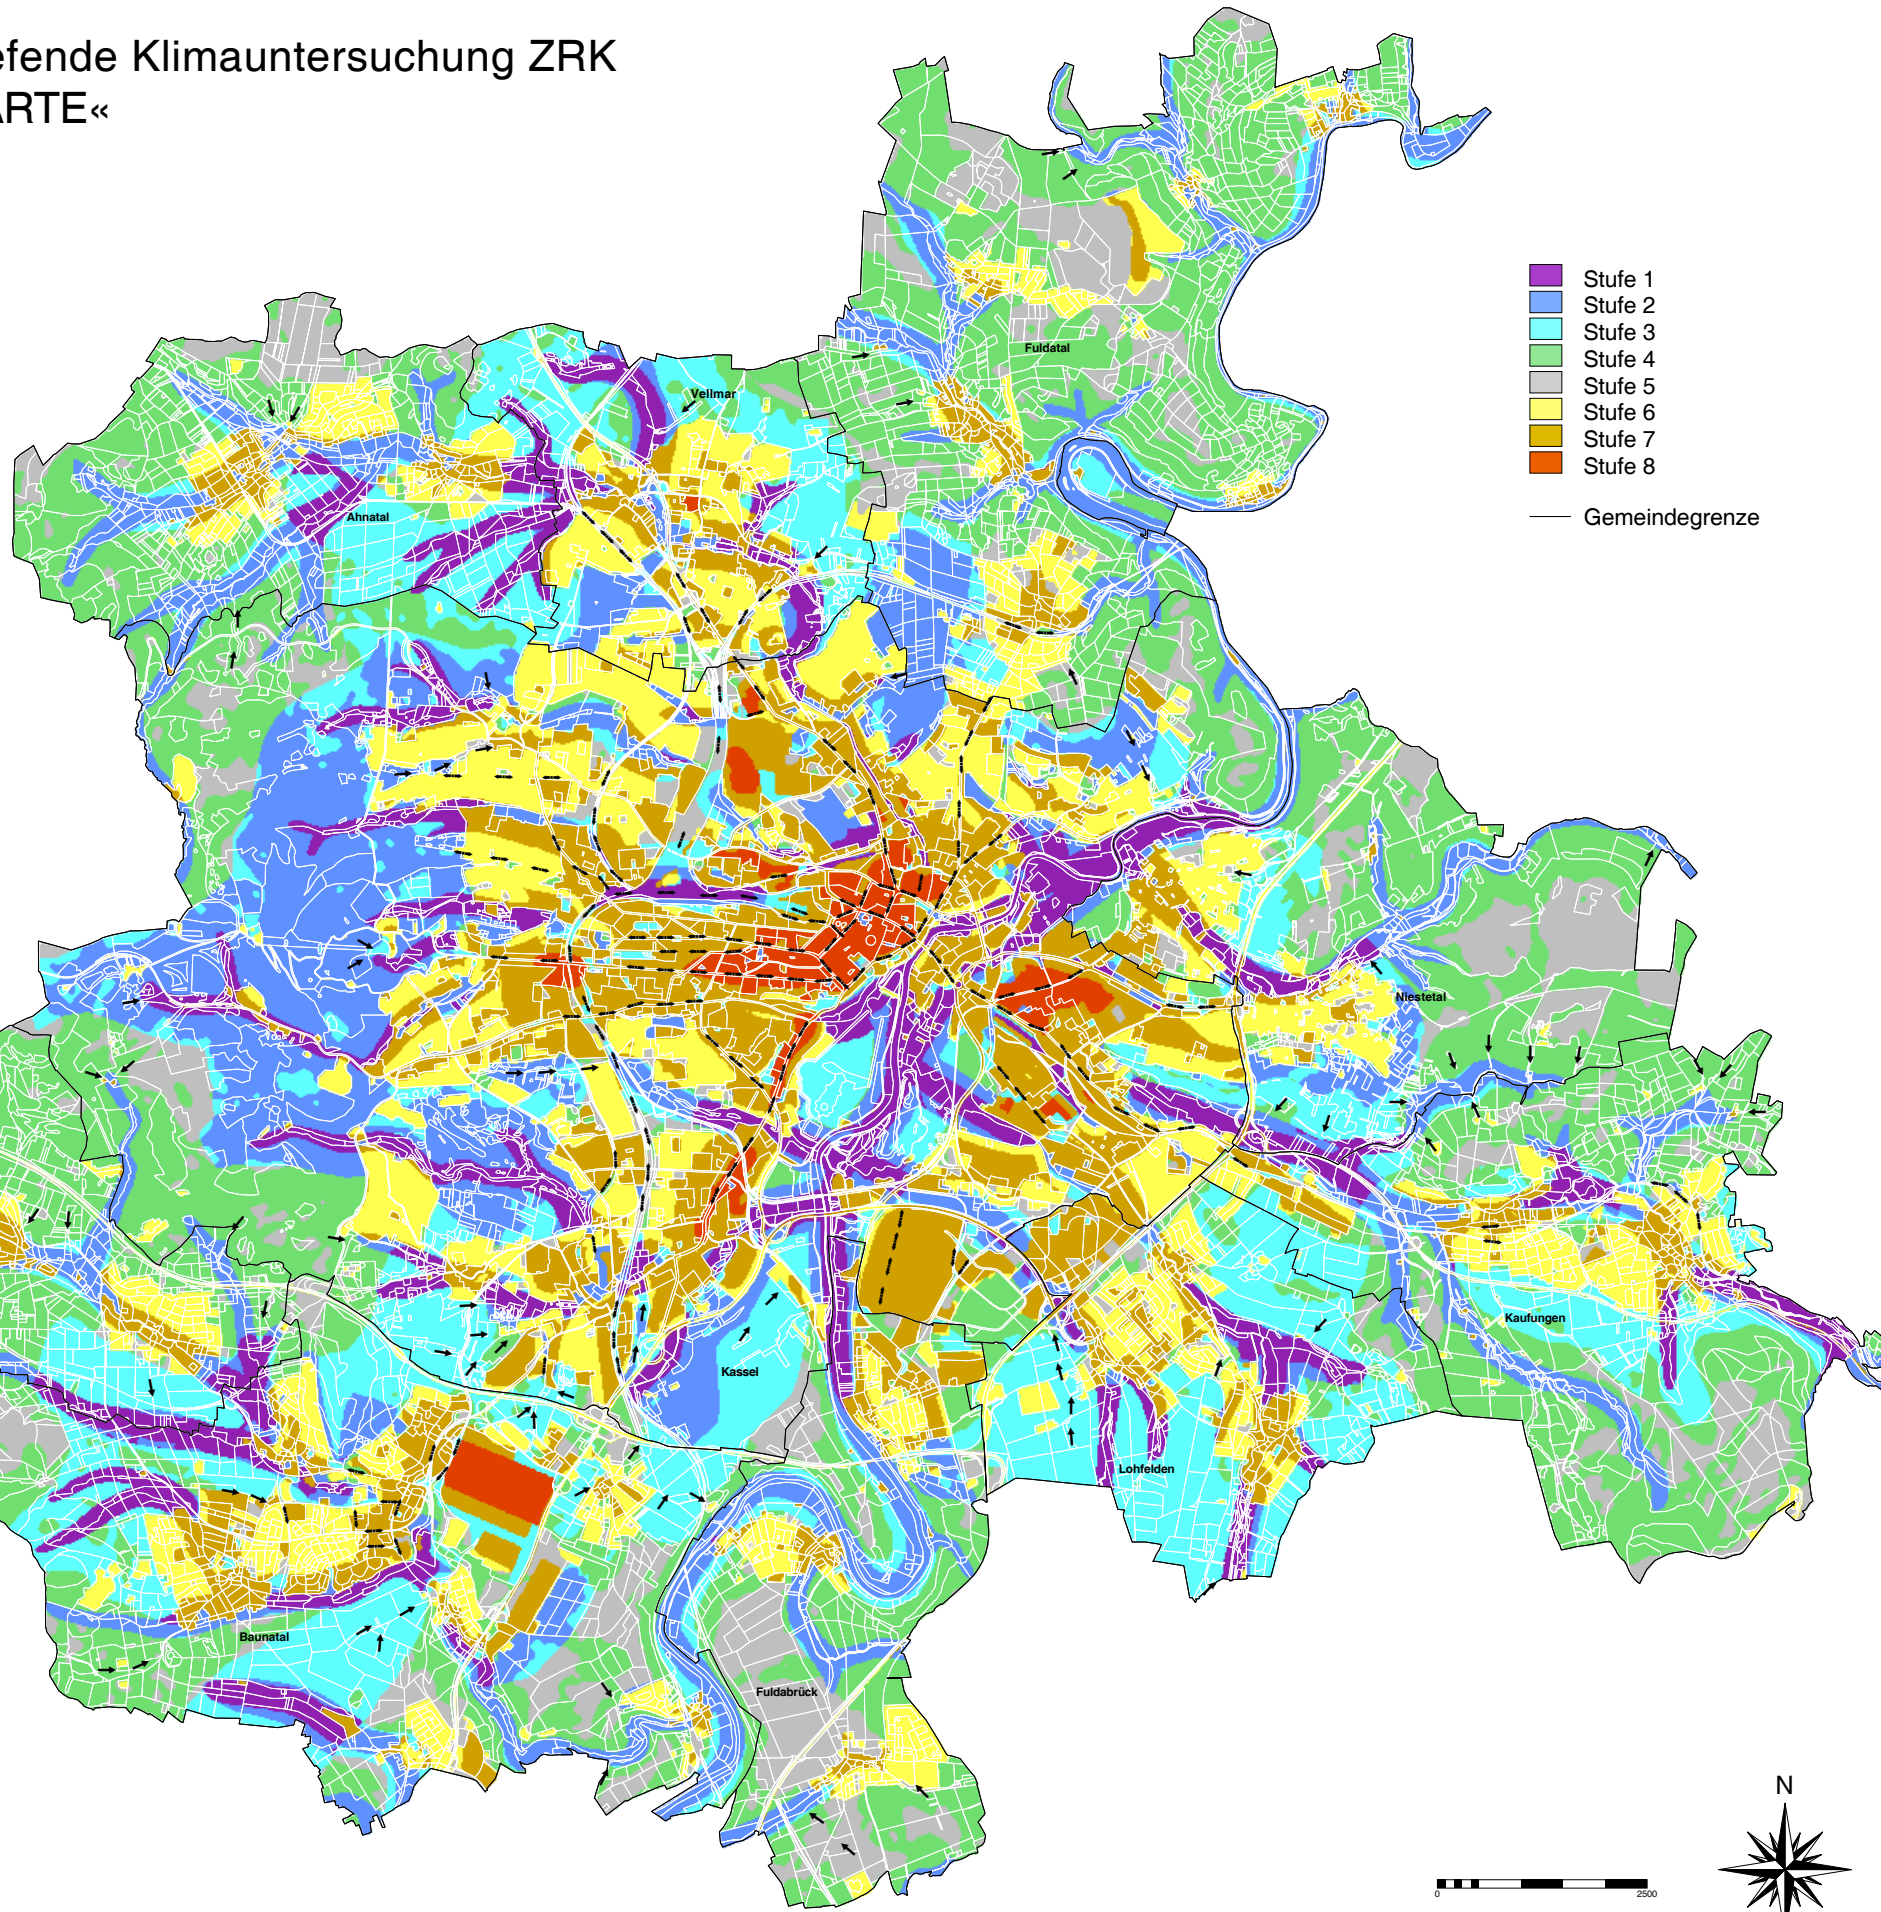 efende Klimauntersuchung ZRK
ARTE«
Stufe 1
Stufe 2
Stufe 3
Stufe 4
Stufe 5
Stufe 6
Stufe 7
Stufe 8
Gemeindegrenze
Fuldatal
Vellmar
Ahnatal
Niestetal
Kaufungen
Kassel
Lohfelden
Baunatal
Fuldabrück
N
0 2500